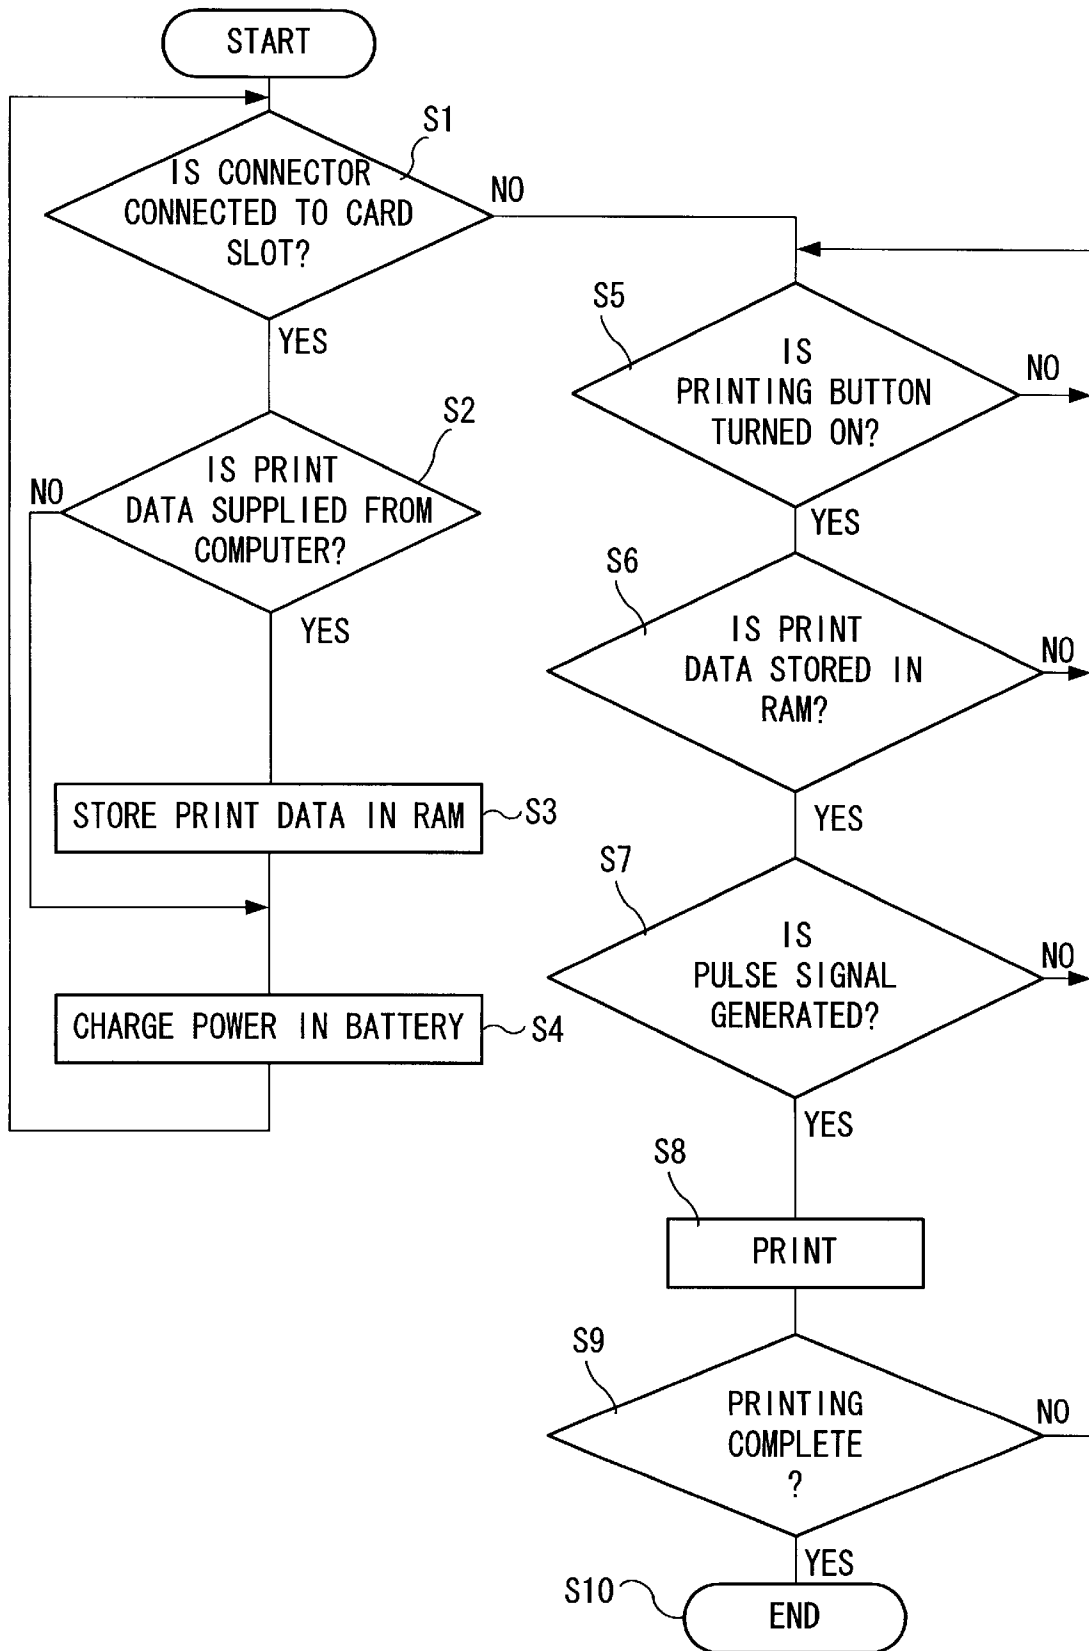 START
S1
IS CONNECTOR
CONNECTED TO CARD
SLOT?
NO
YES
S2
IS PRINT
DATA SUPPLIED FROM
COMPUTER?
NO
YES
STORE PRINT DATA IN RAM
S3
CHARGE POWER IN BATTERY
S4
S5
IS
PRINTING BUTTON
TURNED ON?
NO
YES
S6
IS PRINT
DATA STORED IN
RAM?
NO
YES
S7
IS
PULSE SIGNAL
GENERATED?
NO
YES
S8
PRINT
S9
PRINTING
COMPLETE
?
NO
YES
S10
END